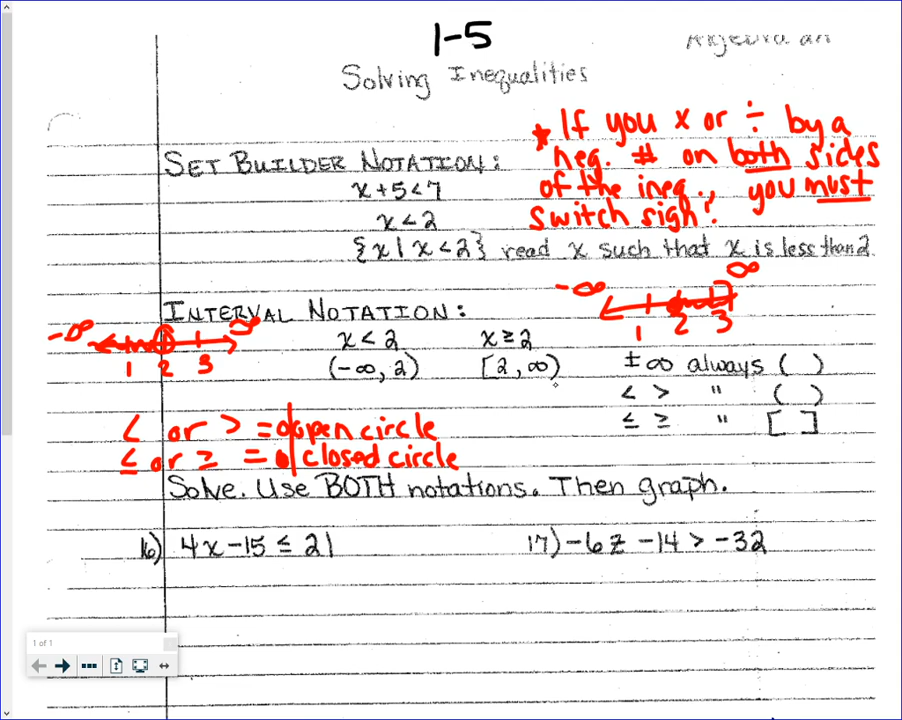 1-5
Algebra
Solving Inequalities
* If you x or ÷ by a
neg. # on both sides
of the ineq., you must
switch sign!
SET BUILDER NOTATION:
x+5<7
x<2
{x | x<2} read x such that x is less than 2
INTERVAL NOTATION:
-∞ ∞
1 2 3
-∞ ∞
1 2 3
x<2 x≥2
(-∞, 2) [2, ∞)
±∞ always ( )
< > " ( )
≤ ≥ " [ ]
< or > = open circle
≤ or ≥ = closed circle
Solve. Use BOTH notations. Then graph.
16) 4x-15 ≤ 21 17) -6z -14 > -32
1 of 1